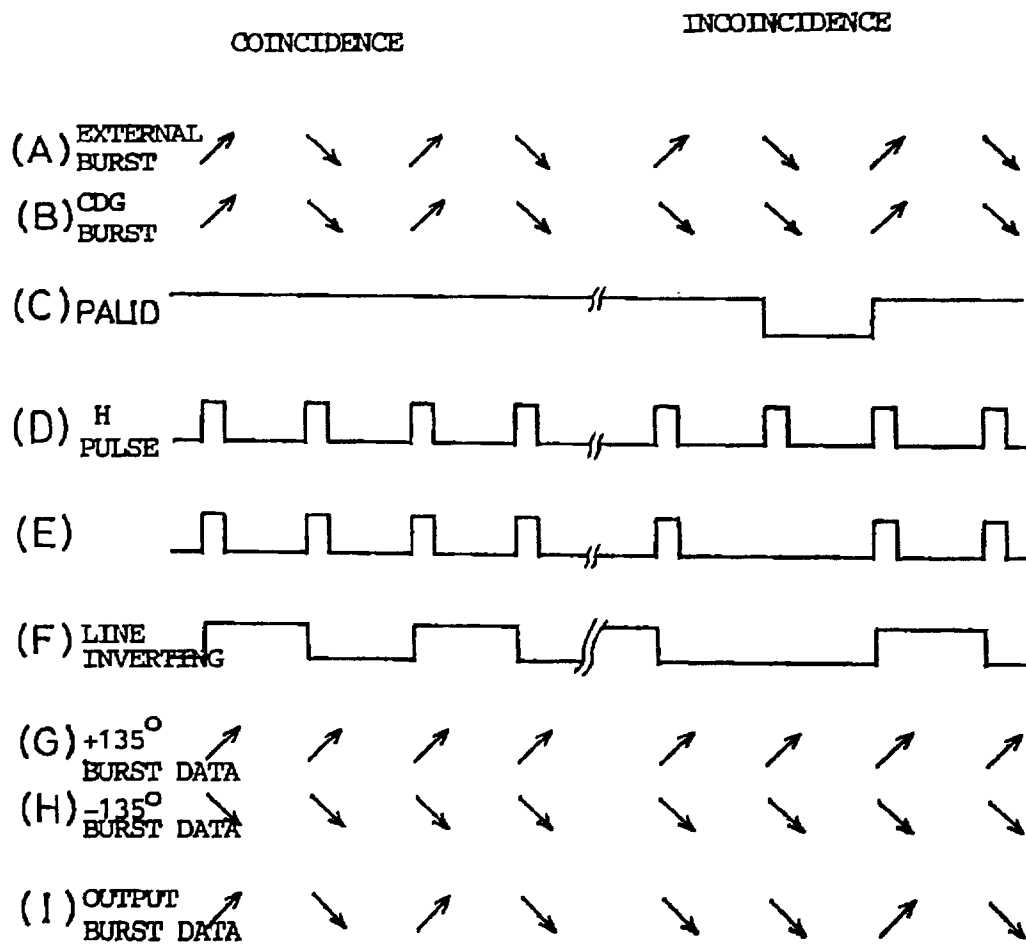 COINCIDENCE
INCOINCIDENCE
(A) EXTERNAL
BURST
(B) CDG
BURST
(C) PALID
(D) H
PULSE
(E)
(F) LINE
INVERTING
(G) +135°
BURST DATA
(H) -135°
BURST DATA
(I) OUTPUT
BURST DATA